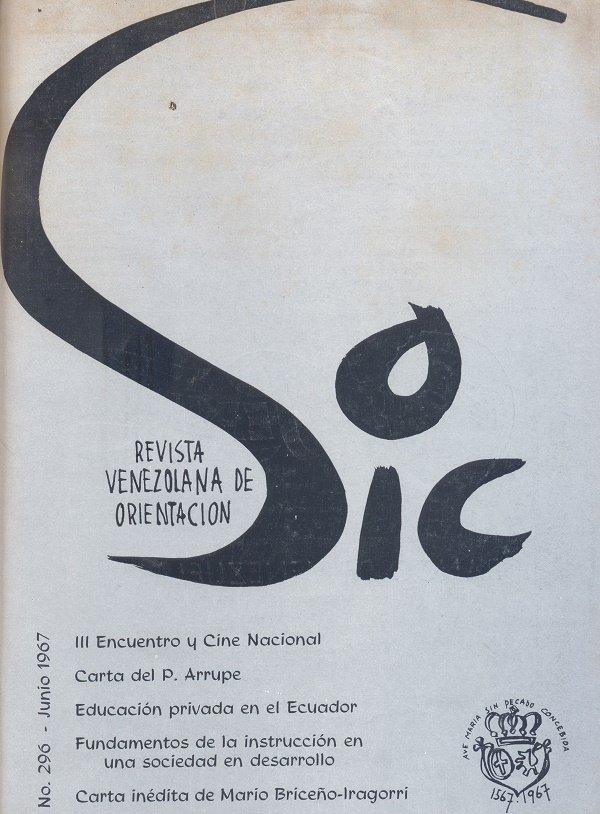 SIC
REVISTA
VENEZOLANA DE
ORIENTACION
No. 296 - Junio 1967
III Encuentro y Cine Nacional
Carta del P. Arrupe
Educación privada en el Ecuador
Fundamentos de la instrucción en
una sociedad en desarrollo
Carta inédita de Mario Briceño-Iragorri
AVE MARIA SIN PECADO CONCEBIDA
1567-1967